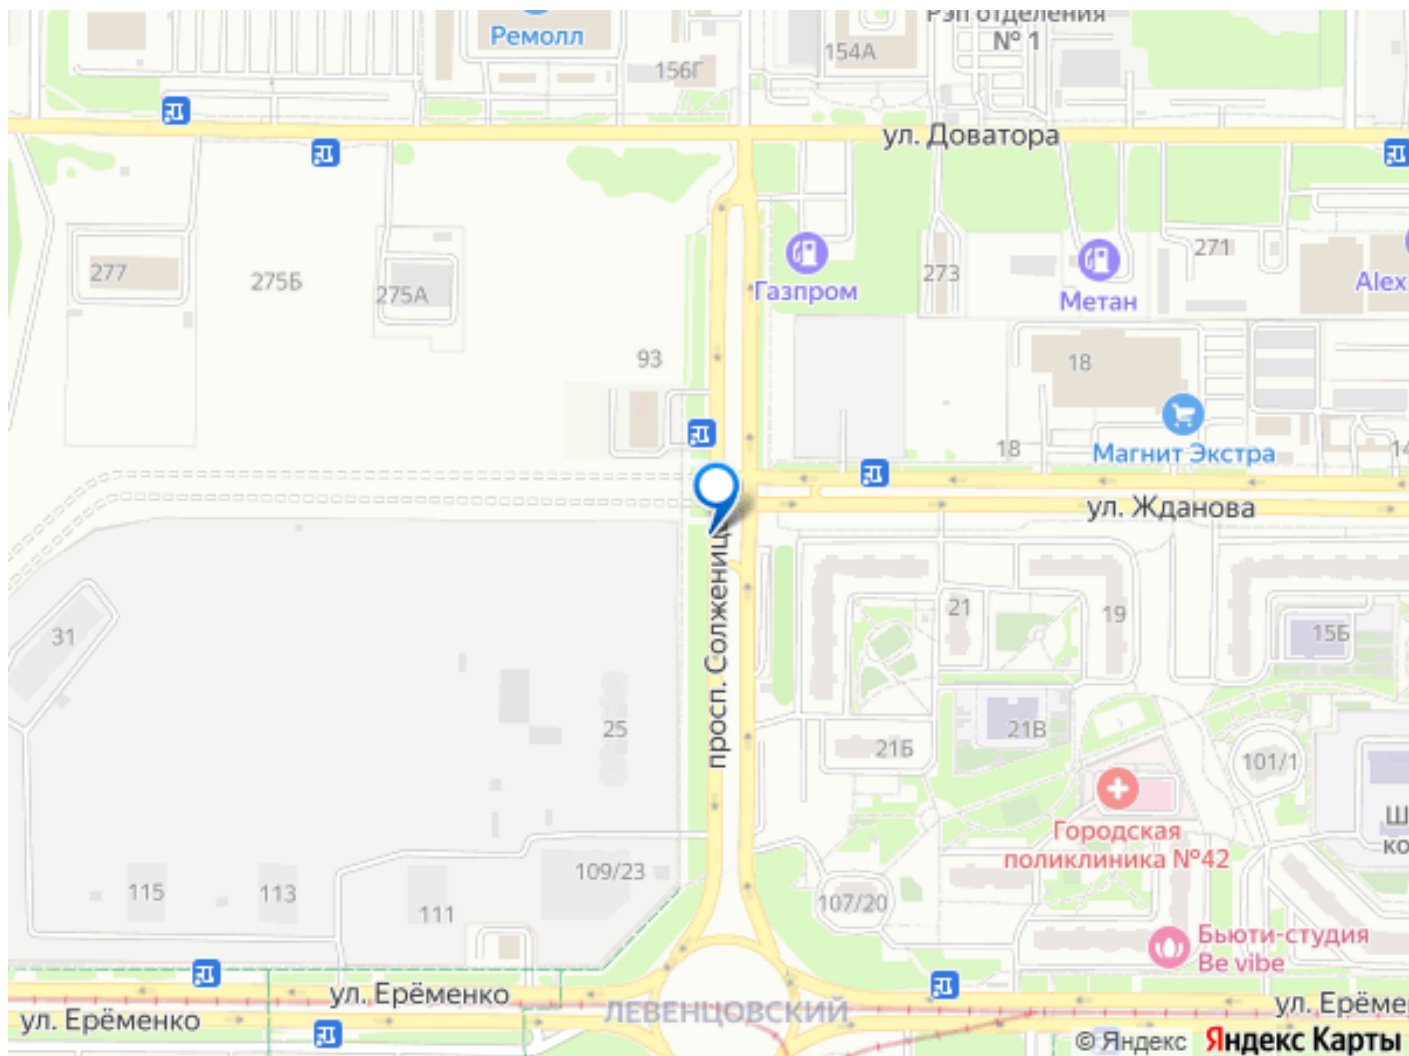 Рэп отделения
№ 1
Ремолл
154А
156Г
ул. Доватора
277
275Б
275А
Газпром
273
271
Метан
Alex
93
18
18
Магнит Экстра
14
ул. Жданова
просп. Солжениц
31
21
19
15Б
25
21Б
21В
101/1
Городская
поликлиника №42
Ш
ко
109/23
115
113
111
107/20
Бьюти-студия
Be vibe
ул. Ерёменко
ул. Ерёменко
ЛЕВЕНЦОВСКИЙ
ул. Ерёме
© Яндекс Яндекс Карты